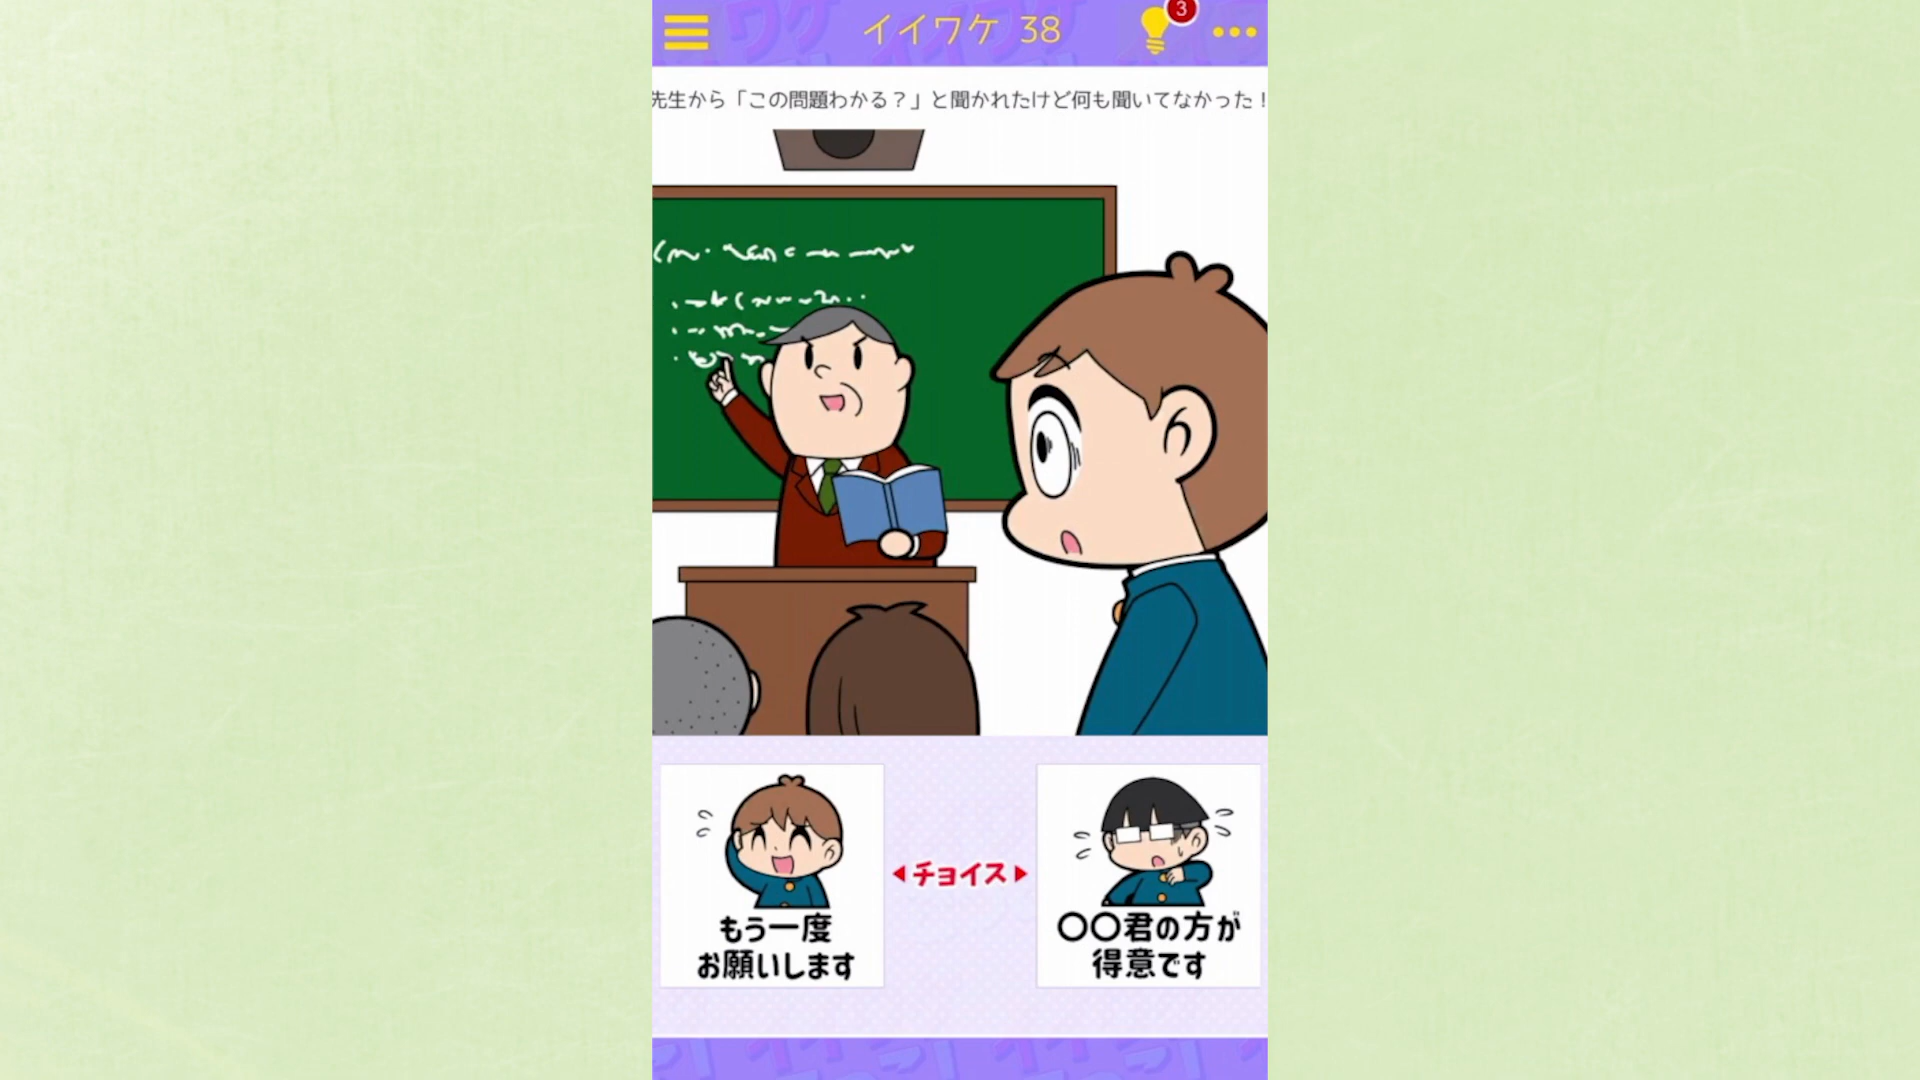 イイワケ 38
3
先生から「この問題わかる？」と聞かれたけど何も聞いてなかった！
もう一度
お願いします
チョイス
〇〇君の方が
得意です